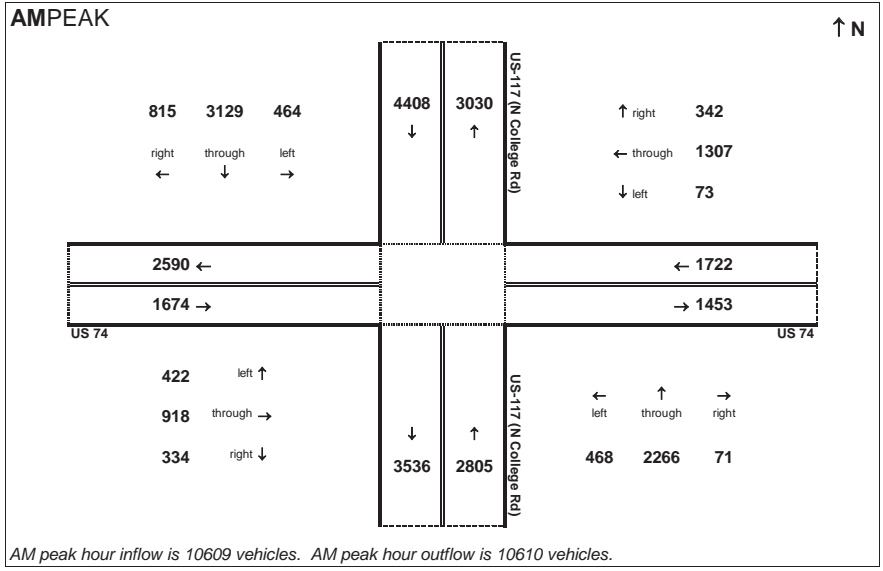 AMPEAK
↑ N
815 3129 464
right through left
← ↓ →
4408 3030
↓ ↑
US-117 (N College Rd)
↑ right 342
← through 1307
↓ left 73
2590 ←
1674 →
← 1722
→ 1453
US 74
US 74
422 left ↑
918 through →
334 right ↓
↓ ↑
3536 2805
US-117 (N College Rd)
← ↑ →
left through right
468 2266 71
AM peak hour inflow is 10609 vehicles. AM peak hour outflow is 10610 vehicles.